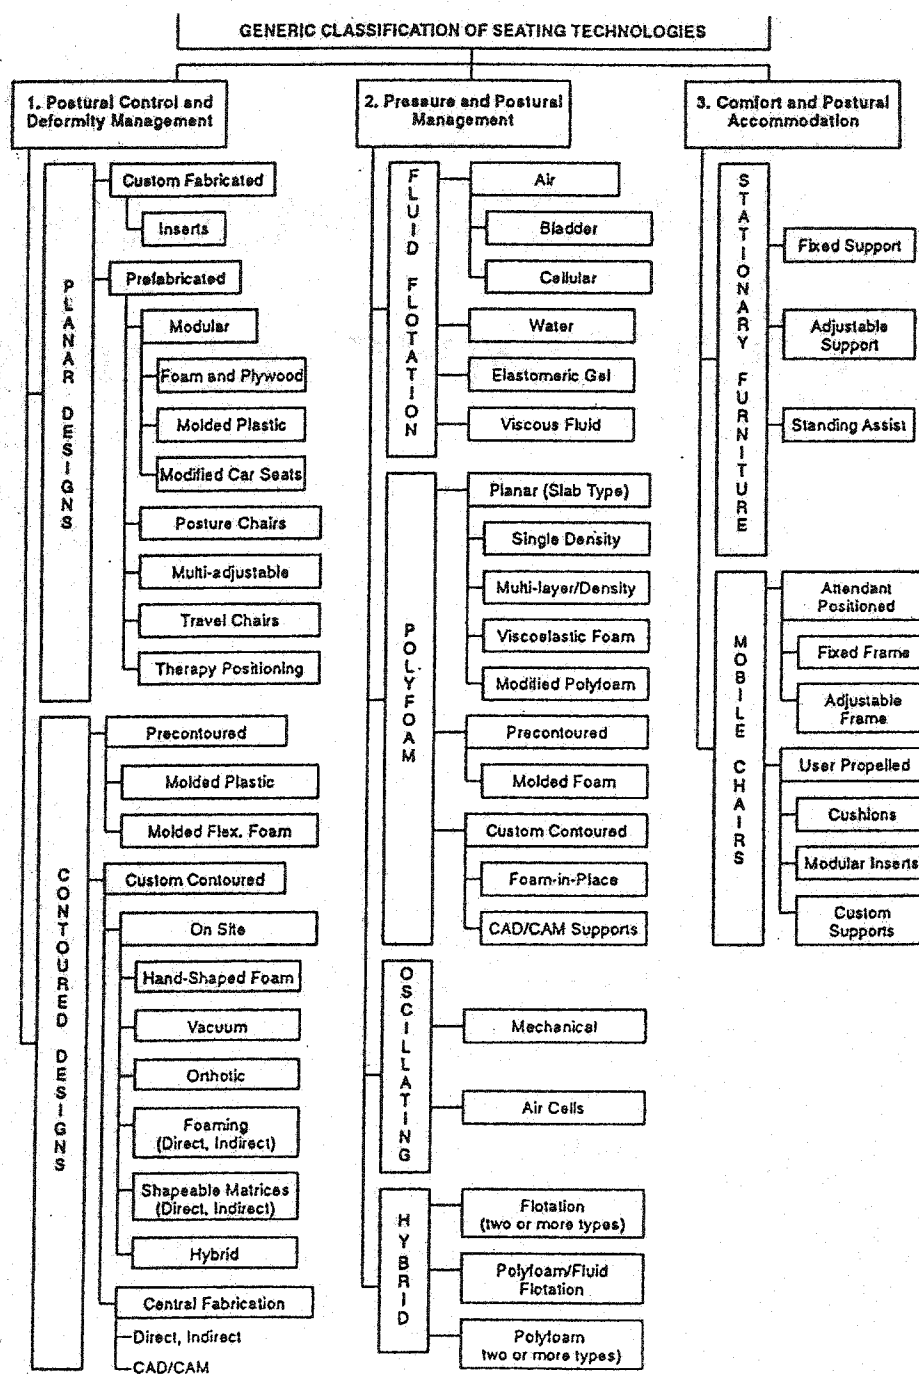 GENERIC CLASSIFICATION OF SEATING TECHNOLOGIES
1. Postural Control and
Deformity Management
PLANAR DESIGNS
Custom Fabricated
Inserts
Prefabricated
Modular
Foam and Plywood
Molded Plastic
Modified Car Seats
Posture Chairs
Multi-adjustable
Travel Chairs
Therapy Positioning
CONTOURED DESIGNS
Precontoured
Molded Plastic
Molded Flex. Foam
Custom Contoured
On Site
Hand-Shaped Foam
Vacuum
Orthotic
Foaming
(Direct, Indirect)
Shapeable Matrices
(Direct, Indirect)
Hybrid
Central Fabrication
Direct, Indirect
CAD/CAM
2. Pressure and Postural
Management
FLUID FLOTATION
Air
Bladder
Cellular
Water
Elastomeric Gel
Viscous Fluid
POLYFOAM
Planar (Slab Type)
Single Density
Multi-layer/Density
Viscoelastic Foam
Modified Polyfoam
Precontoured
Molded Foam
Custom Contoured
Foam-in-Place
CAD/CAM Supports
OSCILLATING
Mechanical
Air Cells
HYBRID
Flotation
(two or more types)
Polyfoam/Fluid
Flotation
Polyfoam
two or more types)
3. Comfort and Postural
Accommodation
STATIONARY FURNITURE
Fixed Support
Adjustable
Support
Standing Assist
MOBILE CHAIRS
Attendant
Positioned
Fixed Frame
Adjustable
Frame
User Propelled
Cushions
Modular Inserts
Custom
Supports